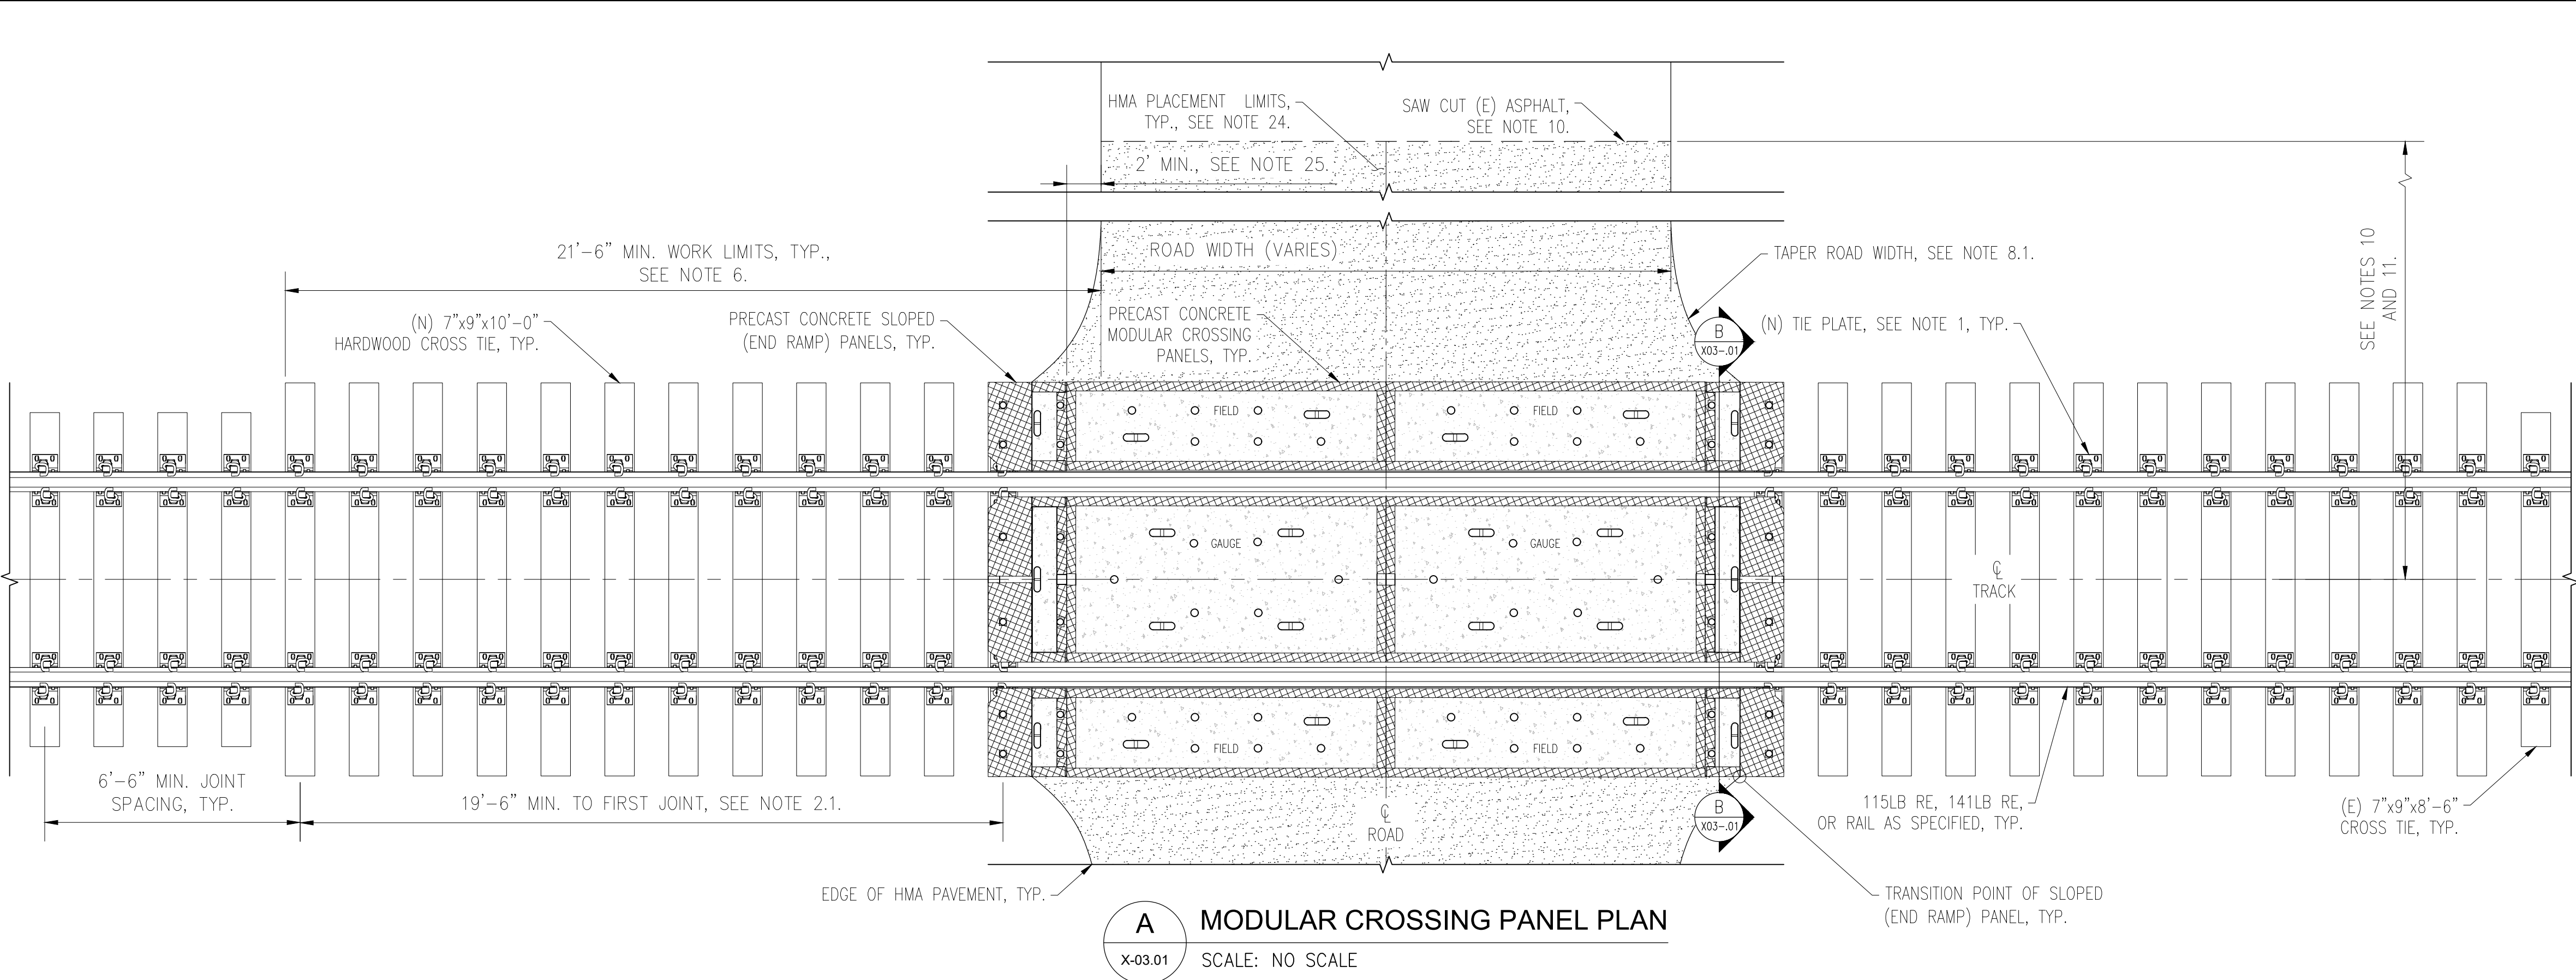 HMA PLACEMENT LIMITS,
TYP., SEE NOTE 24.
SAW CUT (E) ASPHALT,
SEE NOTE 10.
2' MIN., SEE NOTE 25.
21'-6" MIN. WORK LIMITS, TYP.,
SEE NOTE 6.
ROAD WIDTH (VARIES)
TAPER ROAD WIDTH, SEE NOTE 8.1.
SEE NOTES 10
AND 11.
(N) 7"x9"x10'-0"
HARDWOOD CROSS TIE, TYP.
PRECAST CONCRETE SLOPED
(END RAMP) PANELS, TYP.
PRECAST CONCRETE
MODULAR CROSSING
PANELS, TYP.
B
X03-.01
(N) TIE PLATE, SEE NOTE 1, TYP.
FIELD
FIELD
GAUGE
GAUGE
℄
TRACK
FIELD
FIELD
6'-6" MIN. JOINT
SPACING, TYP.
19'-6" MIN. TO FIRST JOINT, SEE NOTE 2.1.
℄
ROAD
B
X03-.01
115LB RE, 141LB RE,
OR RAIL AS SPECIFIED, TYP.
(E) 7"x9"x8'-6"
CROSS TIE, TYP.
EDGE OF HMA PAVEMENT, TYP.
TRANSITION POINT OF SLOPED
(END RAMP) PANEL, TYP.
A
X-03.01
MODULAR CROSSING PANEL PLAN
SCALE: NO SCALE